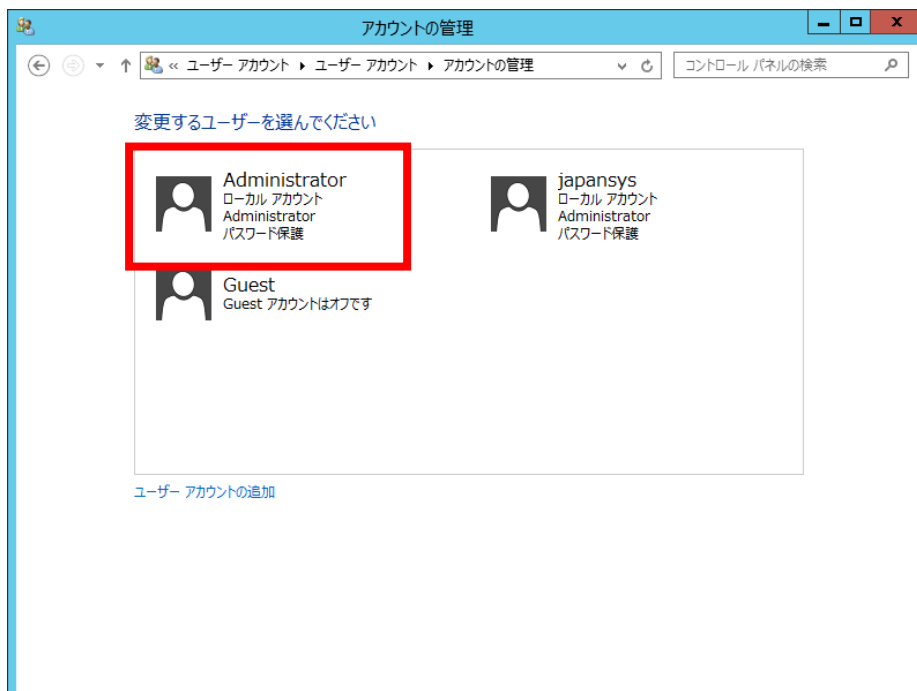 アカウントの管理
« ユーザー アカウント ▸ ユーザー アカウント ▸ アカウントの管理
コントロール パネルの検索
変更するユーザーを選んでください
Administrator
ローカル アカウント
Administrator
パスワード保護
japansys
ローカル アカウント
Administrator
パスワード保護
Guest
Guest アカウントはオフです
ユーザー アカウントの追加